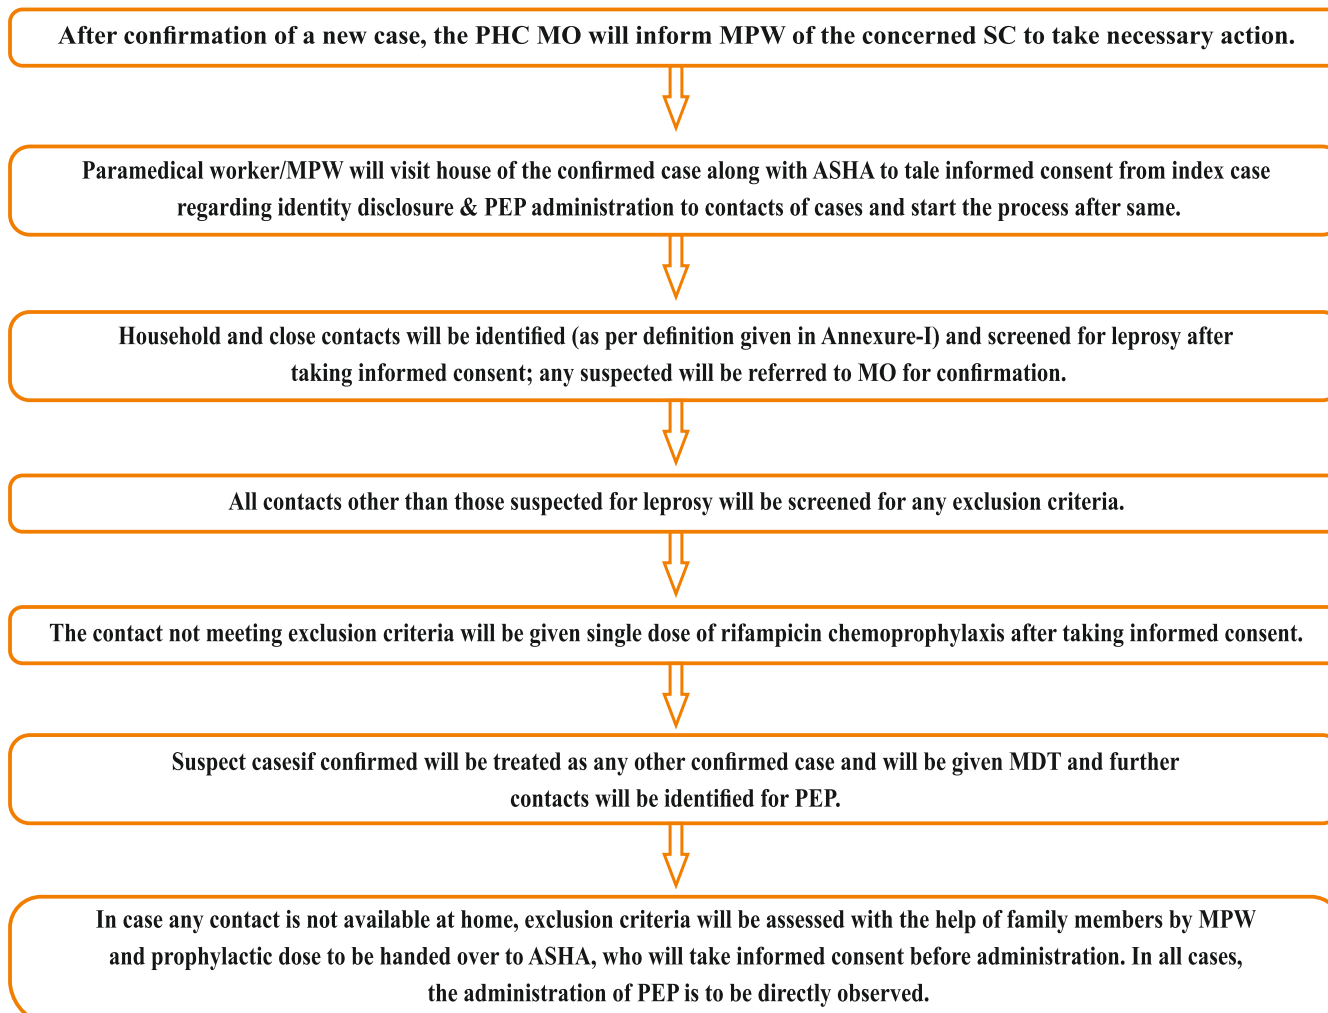 After confirmation of a new case, the PHC MO will inform MPW of the concerned SC to take necessary action.
Paramedical worker/MPW will visit house of the confirmed case along with ASHA to tale informed consent from index case
regarding identity disclosure & PEP administration to contacts of cases and start the process after same.
Household and close contacts will be identified (as per definition given in Annexure-I) and screened for leprosy after
taking informed consent; any suspected will be referred to MO for confirmation.
All contacts other than those suspected for leprosy will be screened for any exclusion criteria.
The contact not meeting exclusion criteria will be given single dose of rifampicin chemoprophylaxis after taking informed consent.
Suspect casesif confirmed will be treated as any other confirmed case and will be given MDT and further
contacts will be identified for PEP.
In case any contact is not available at home, exclusion criteria will be assessed with the help of family members by MPW
and prophylactic dose to be handed over to ASHA, who will take informed consent before administration. In all cases,
the administration of PEP is to be directly observed.